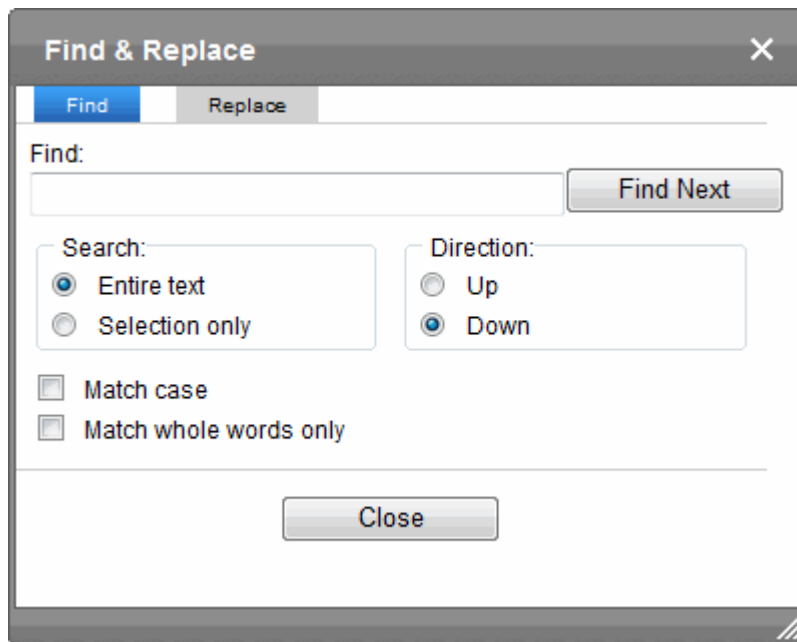 Find & Replace
Find Replace
Find:
Find Next
Search: Direction:
Entire text Up
Selection only Down
Match case
Match whole words only
Close